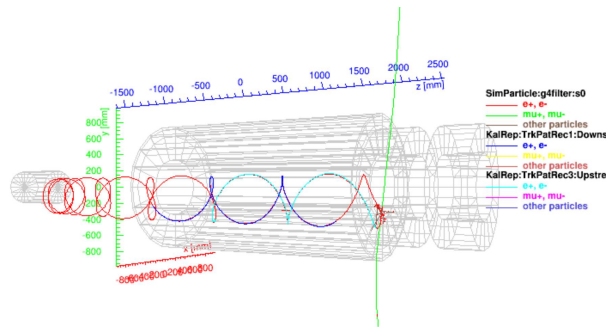 -1500 -1000 -500 0 500 1000 1500 2000 2500
z [mm]
y [mm]
800
600
400
200
0
-200
-400
-600
-800
x [mm]
SimParticle:g4filter:s0
e+, e-
mu+, mu-
other particles
KalRep:TrkPatRec1:Downs
e+, e-
mu+, mu-
other particles
KalRep:TrkPatRec3:Upstre
e+, e-
mu+, mu-
other particles